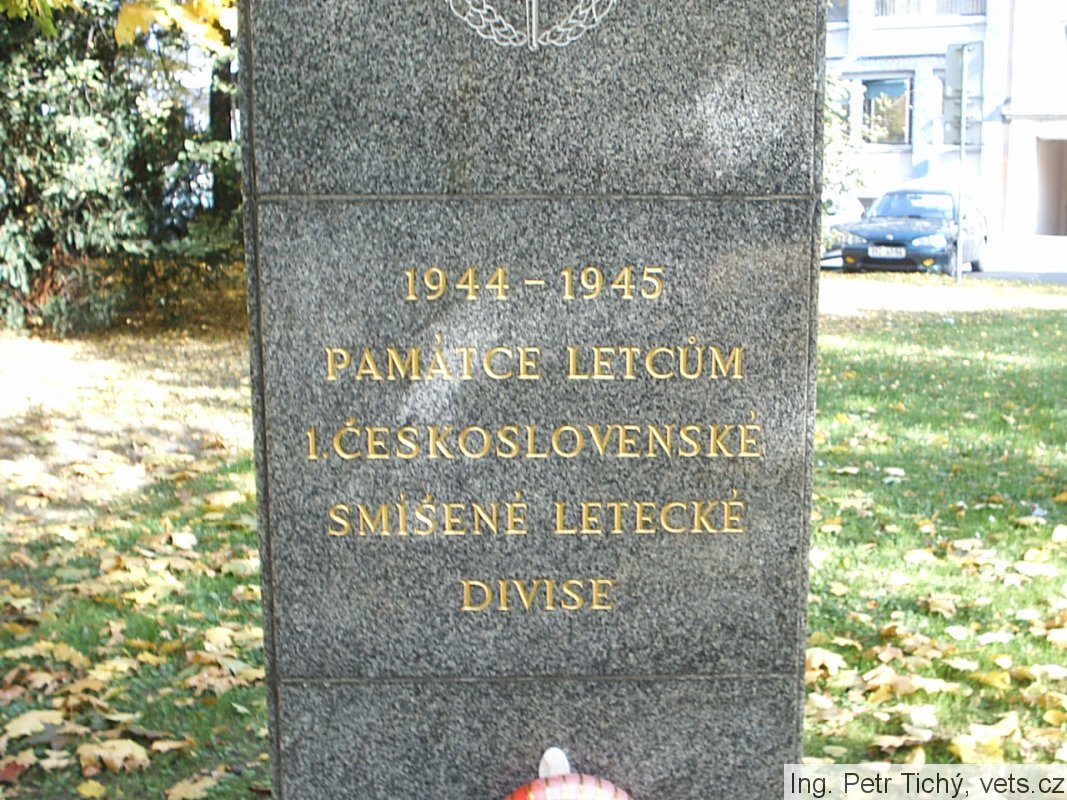 1944 - 1945
PAMÁTCE LETCŮM
1. ČESKOSLOVENSKÉ
SMÍŠENÉ LETECKÉ
DIVISE
Ing. Petr Tichý, vets.cz